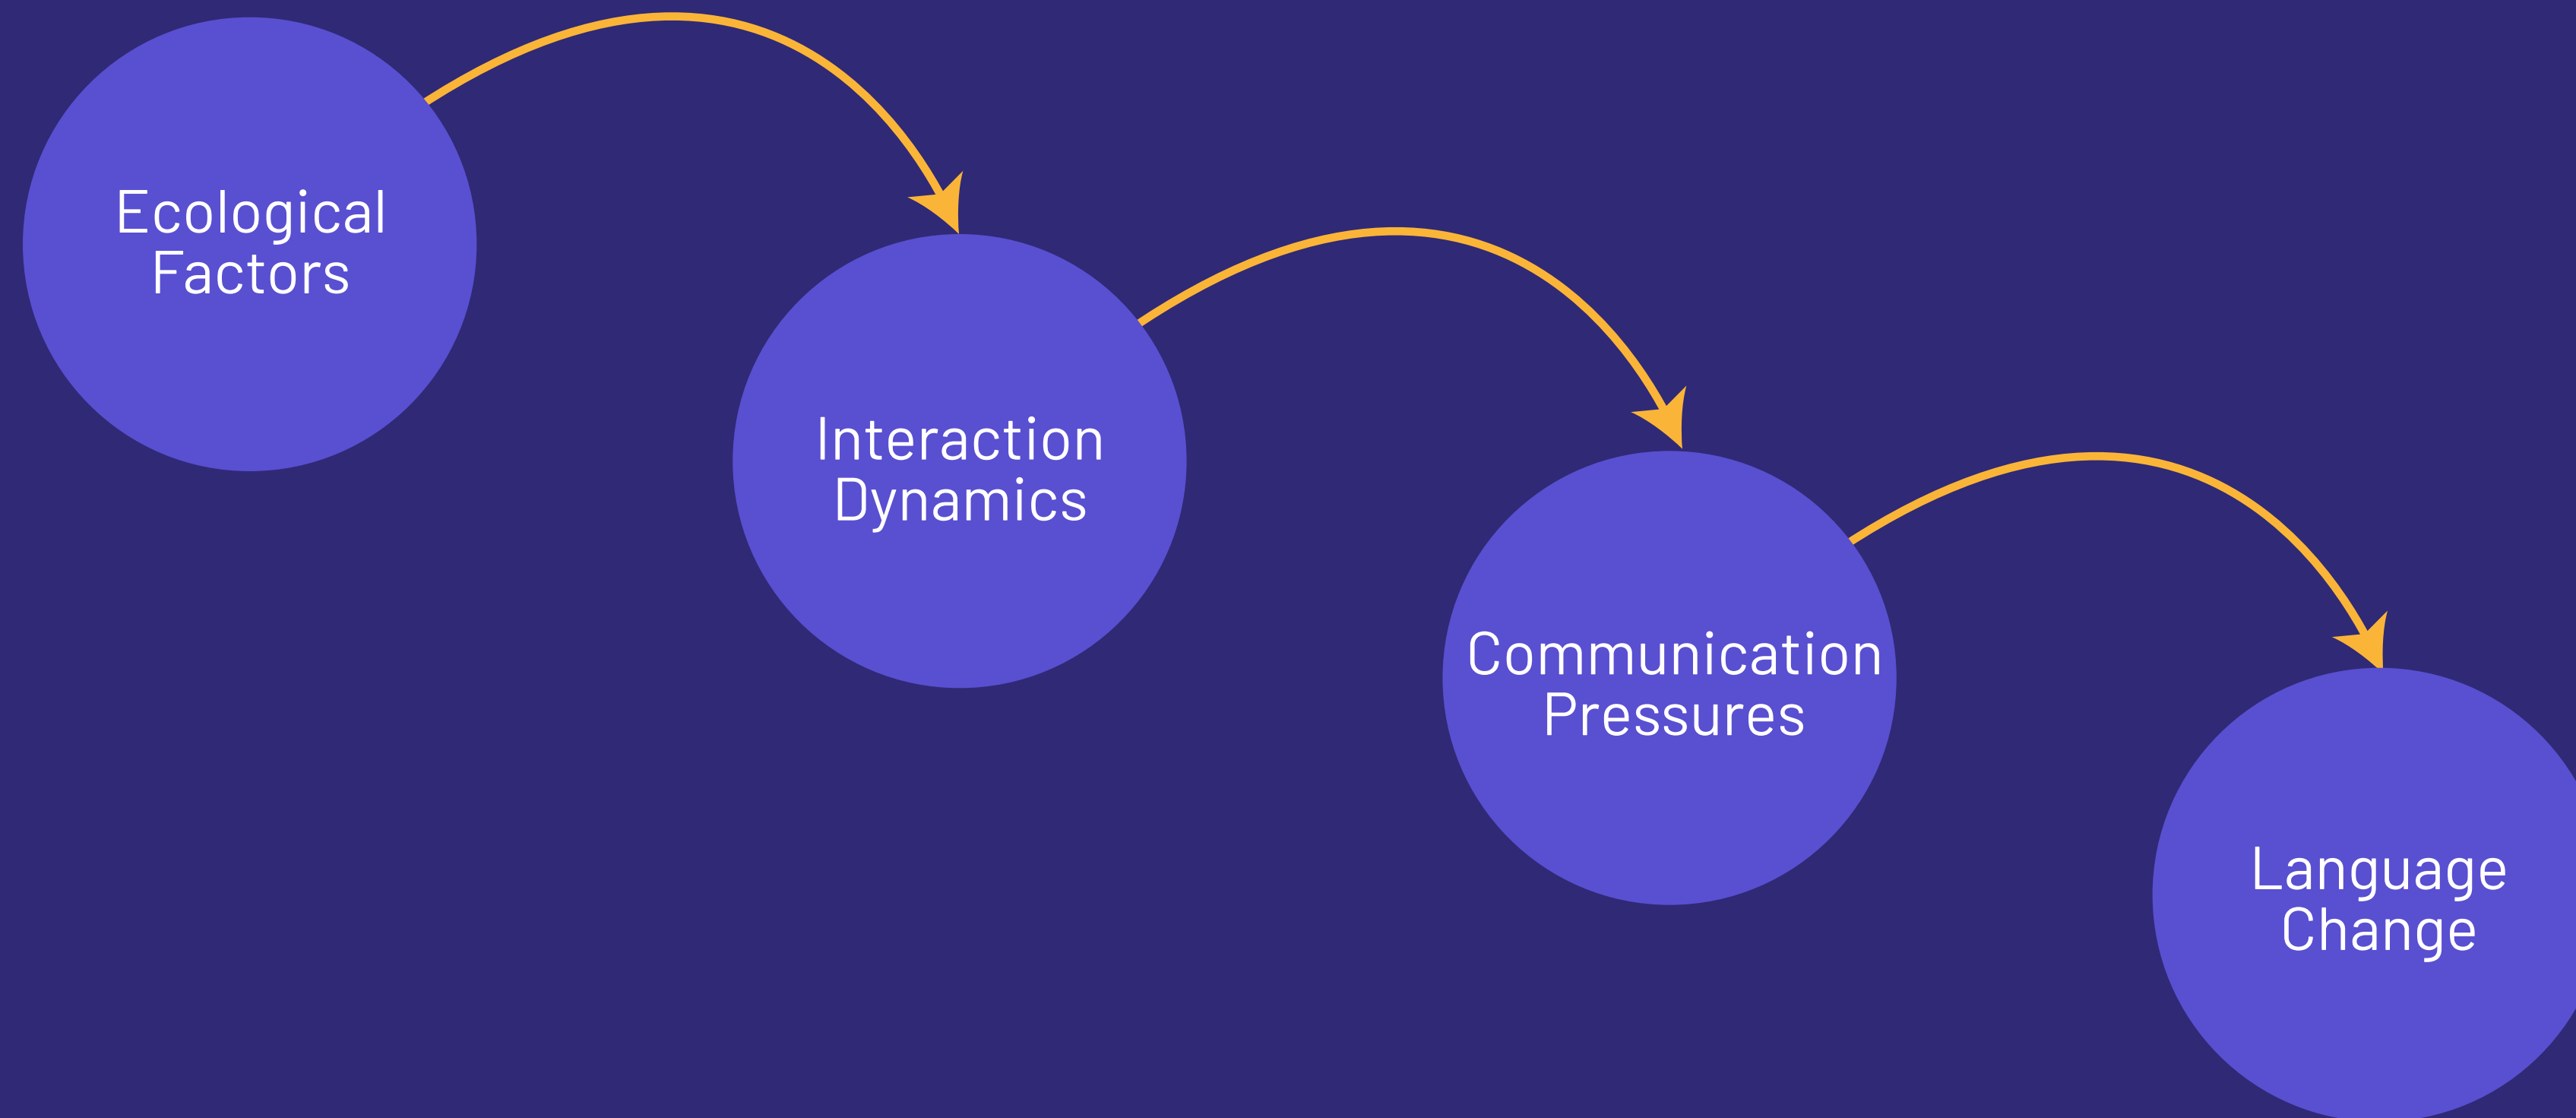 Ecological
Factors
Interaction
Dynamics
Communication
Pressures
Language
Change